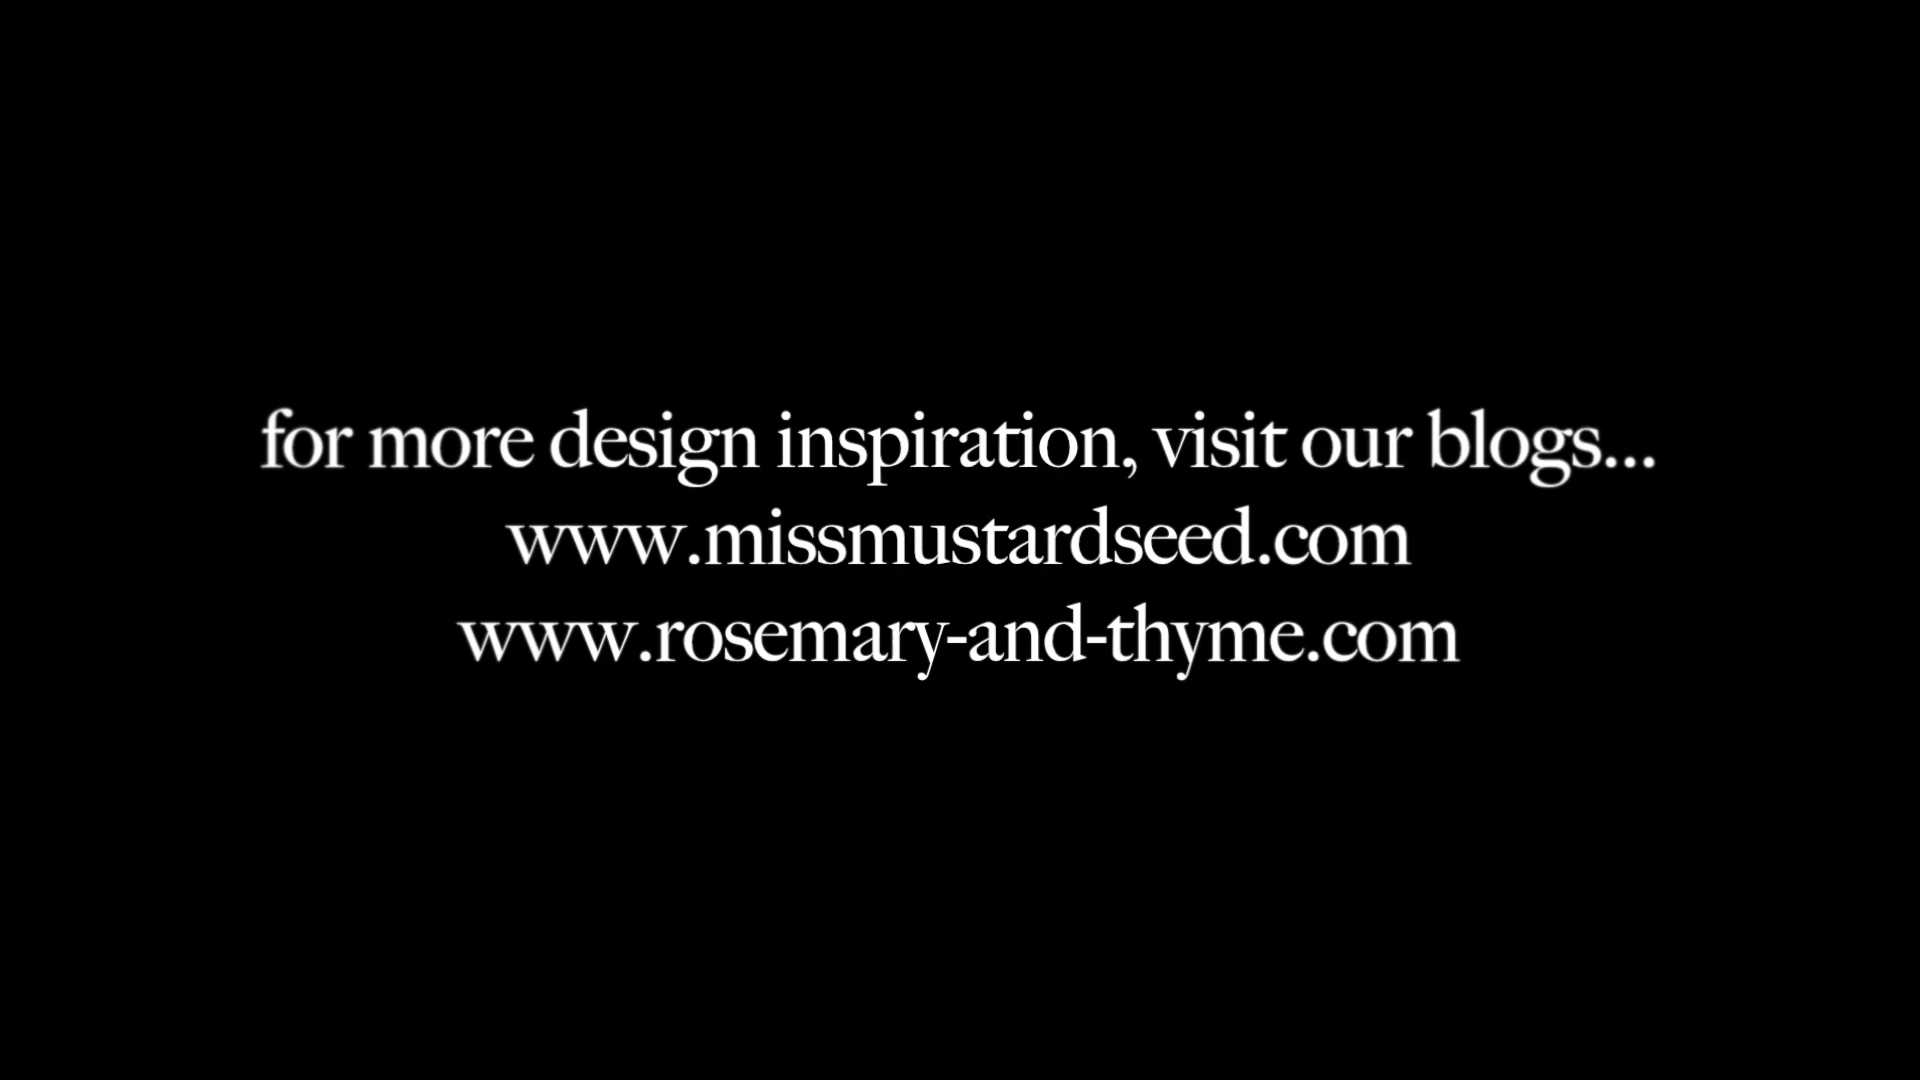 for more design inspiration, visit our blogs...
www.missmustardseed.com
www.rosemary-and-thyme.com